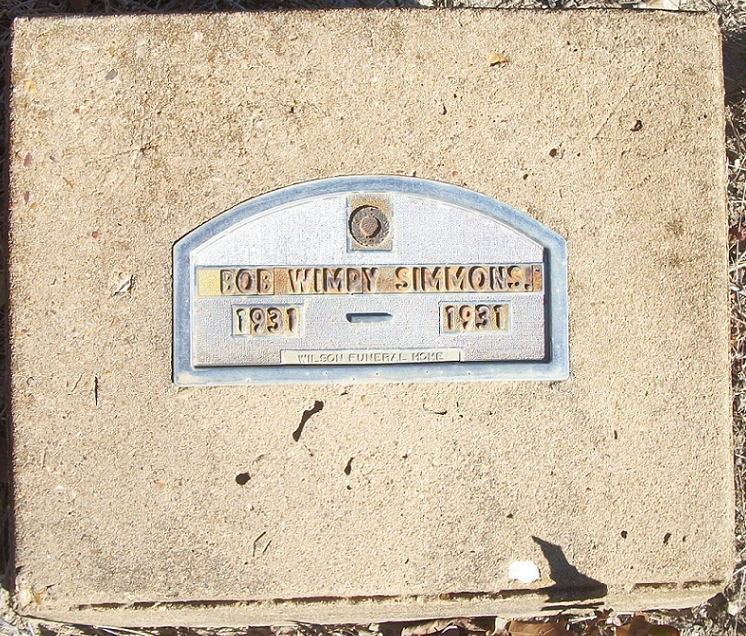 BOB WIMPY SIMMONS.
1931 - 1931
WILSON FUNERAL HOME